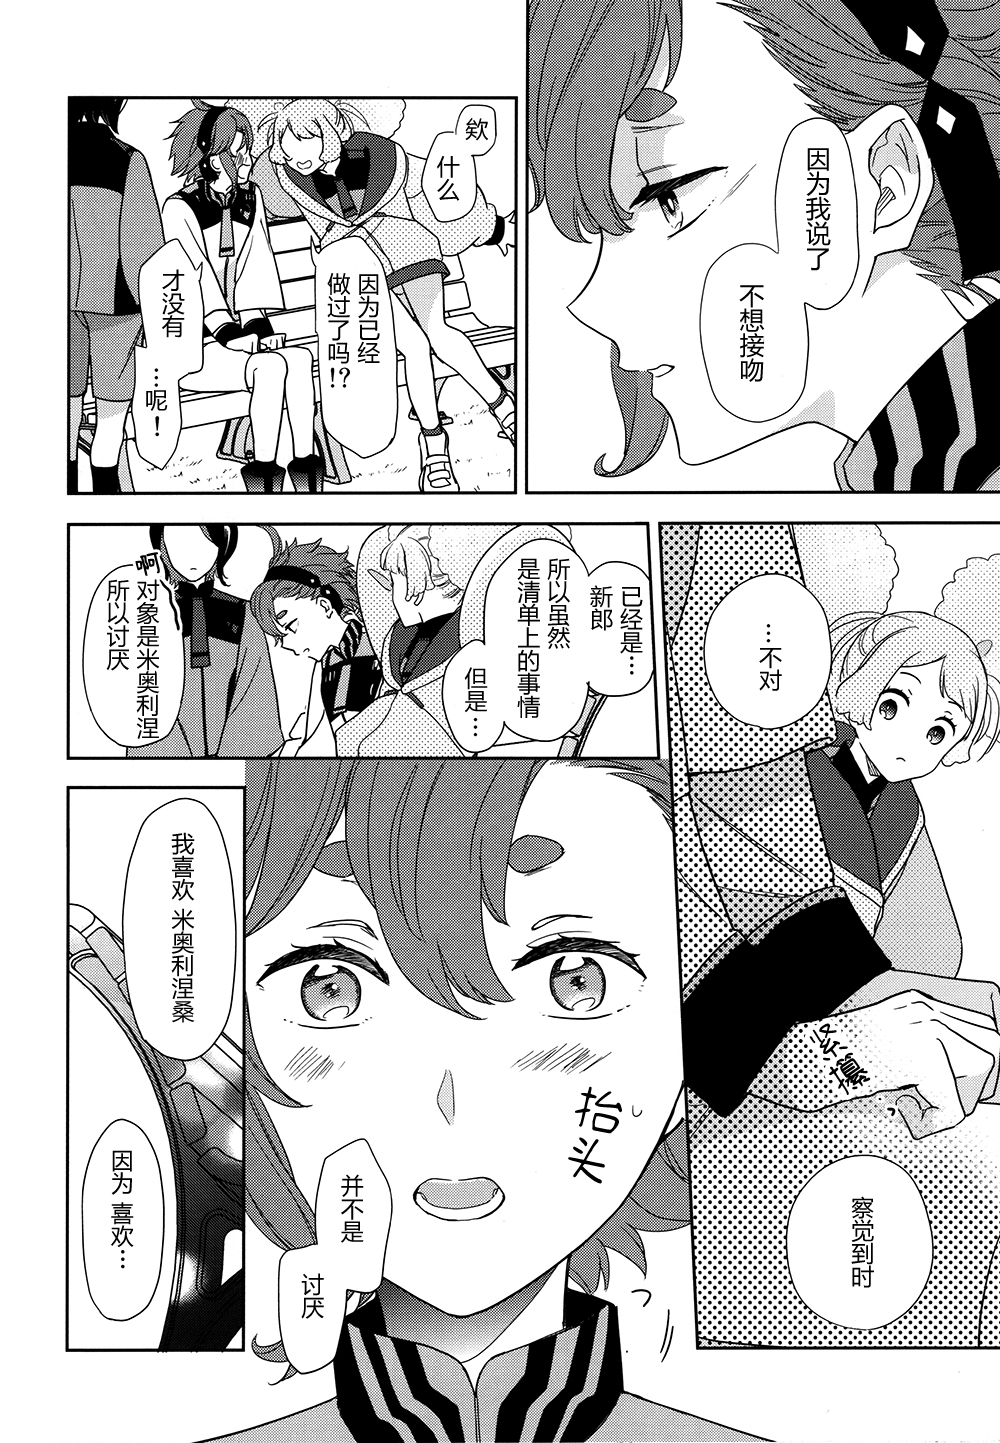 因为我说了
不想接吻
欸
什么
因为已经
做过了吗!?
才没有
…呢！
…不对
察觉到时
紧攥
已经是…
新郎
所以虽然
是清单上的事情
但是…
啊
对象是米奥利涅
所以讨厌
抬头
并不是
讨厌
我喜欢 米奥利涅桑
因为 喜欢…